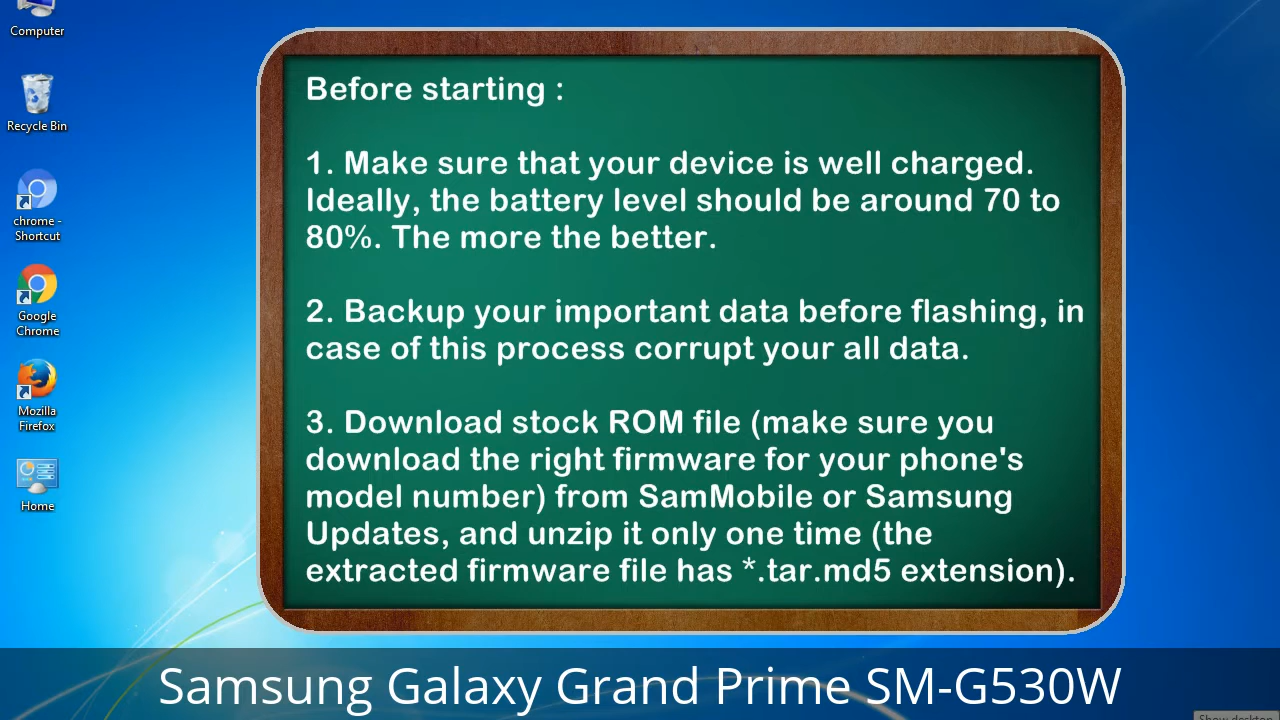 Computer
Recycle Bin
chrome -
Shortcut
Google
Chrome
Mozilla
Firefox
Home
Before starting :
1. Make sure that your device is well charged.
Ideally, the battery level should be around 70 to
80%. The more the better.
2. Backup your important data before flashing, in
case of this process corrupt your all data.
3. Download stock ROM file (make sure you
download the right firmware for your phone's
model number) from SamMobile or Samsung
Updates, and unzip it only one time (the
extracted firmware file has *.tar.md5 extension).
Samsung Galaxy Grand Prime SM-G530W
Show desktop